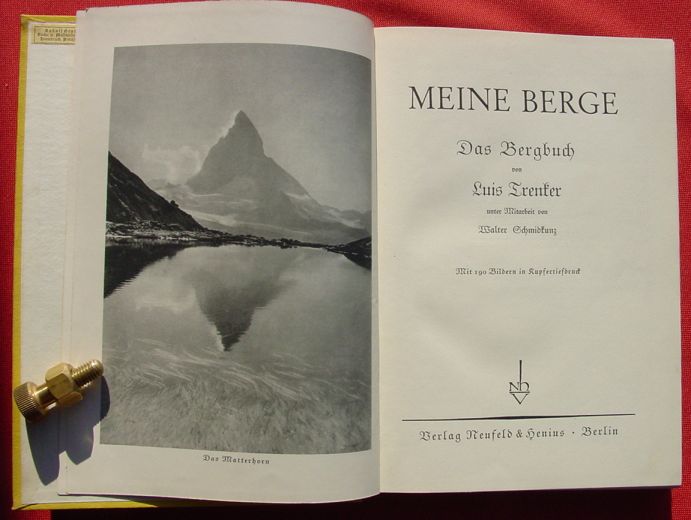 Das Matterhorn
MEINE BERGE
Das Bergbuch
von
Luis Trenker
unter Mitarbeit von
Walter Schmidkunz
Mit 190 Bildern in Kupfertiefdruck
Verlag Neufeld & Henius · Berlin